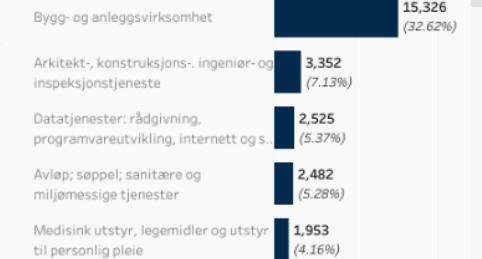 Bygg- og anleggsvirksomhet
15,326
(32.62%)
Arkitekt-, konstruksjons-. ingeniør- og
inspeksjonstjeneste
3,352
(7.13%)
Datatjenester: rådgivning,
programvareutvikling, internett og s..
2,525
(5.37%)
Avløp; søppel; sanitære og
miljømessige tjenester
2,482
(5.28%)
Medisink utstyr, legemidler og utstyr
til personlig pleie
1,953
(4.16%)